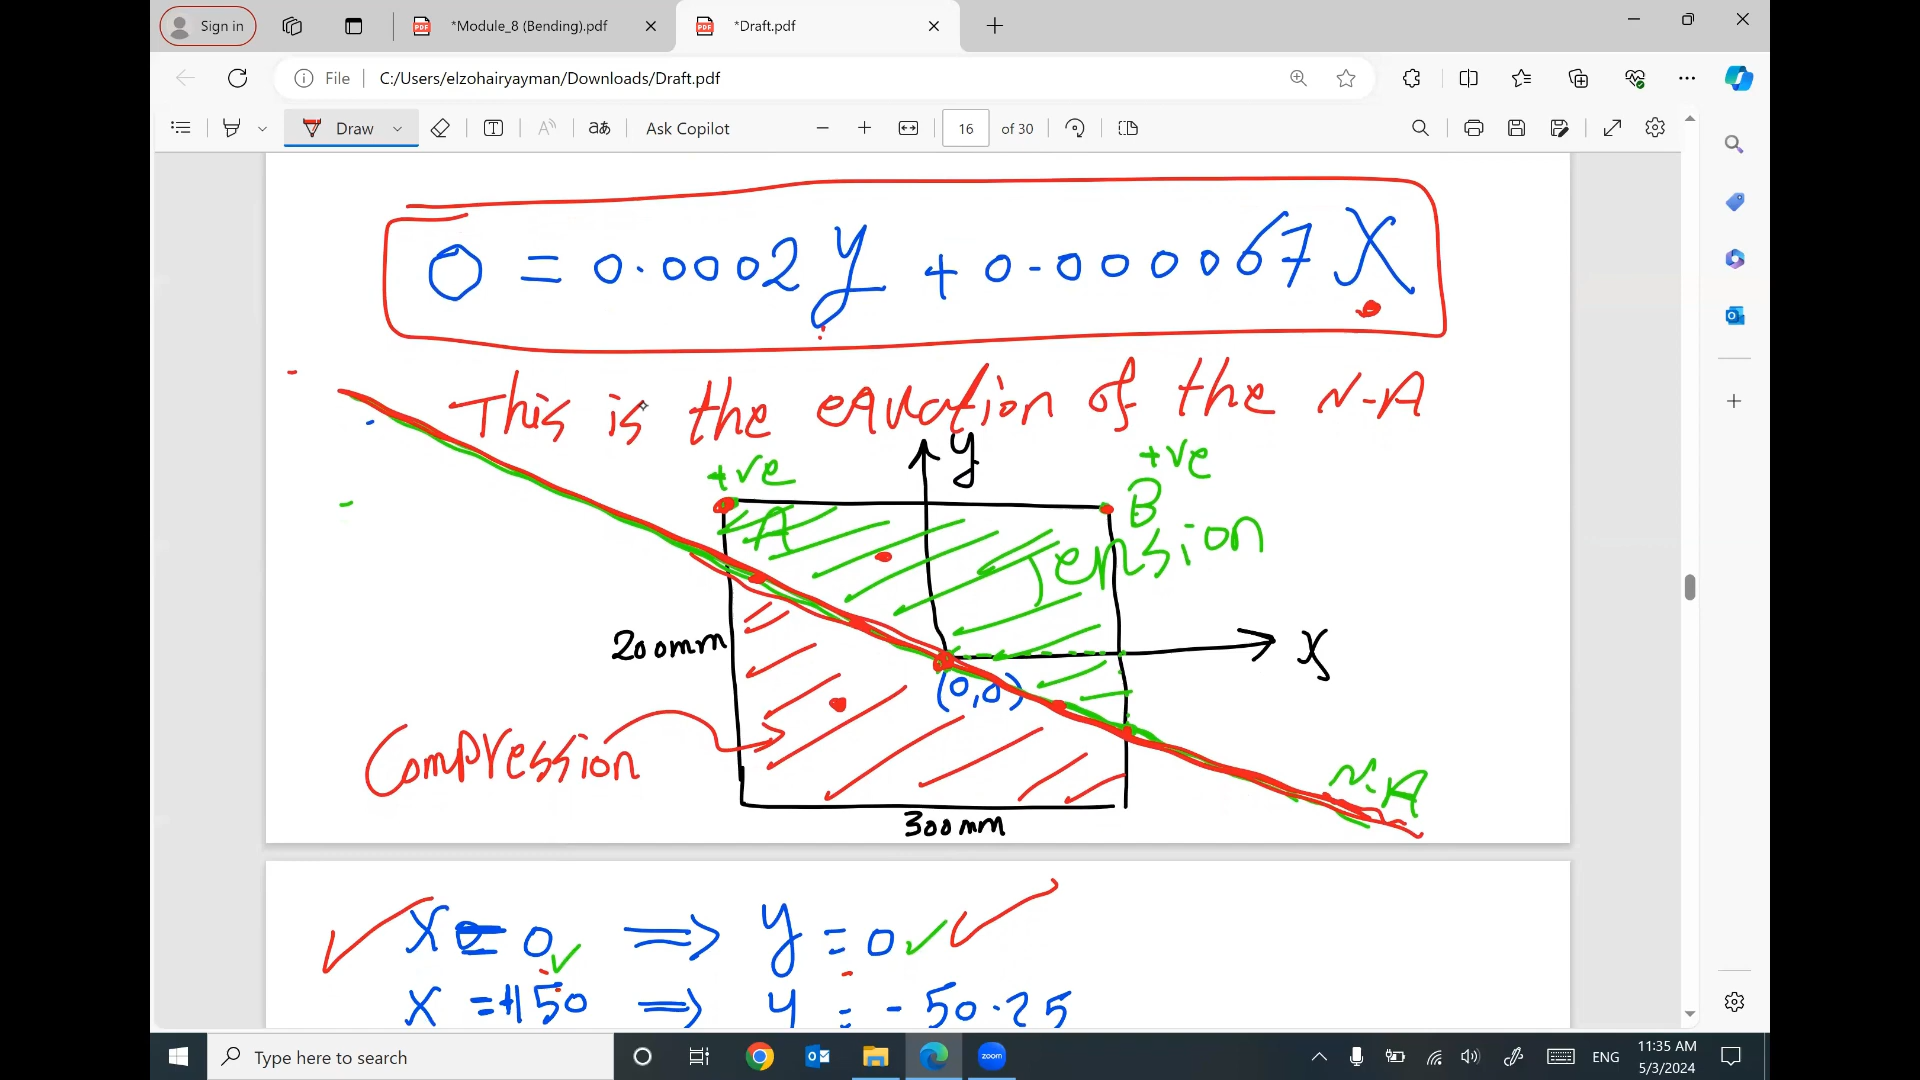 Sign in
*Module_8 (Bending).pdf
*Draft.pdf
File
C:/Users/elzohairyayman/Downloads/Draft.pdf
Draw
Ask Copilot
16 of 30
0 = 0.0002 y + 0.000067 X
This is the equation of the N-A
y
+ve
+ve
A
B
Tension
200mm
X
(0,0)
Compression
N-A
300mm
X = 0 ⇒ y = 0
X = +150 ⇒ y = -50.25
Type here to search
zoom
ENG
11:35 AM
5/3/2024